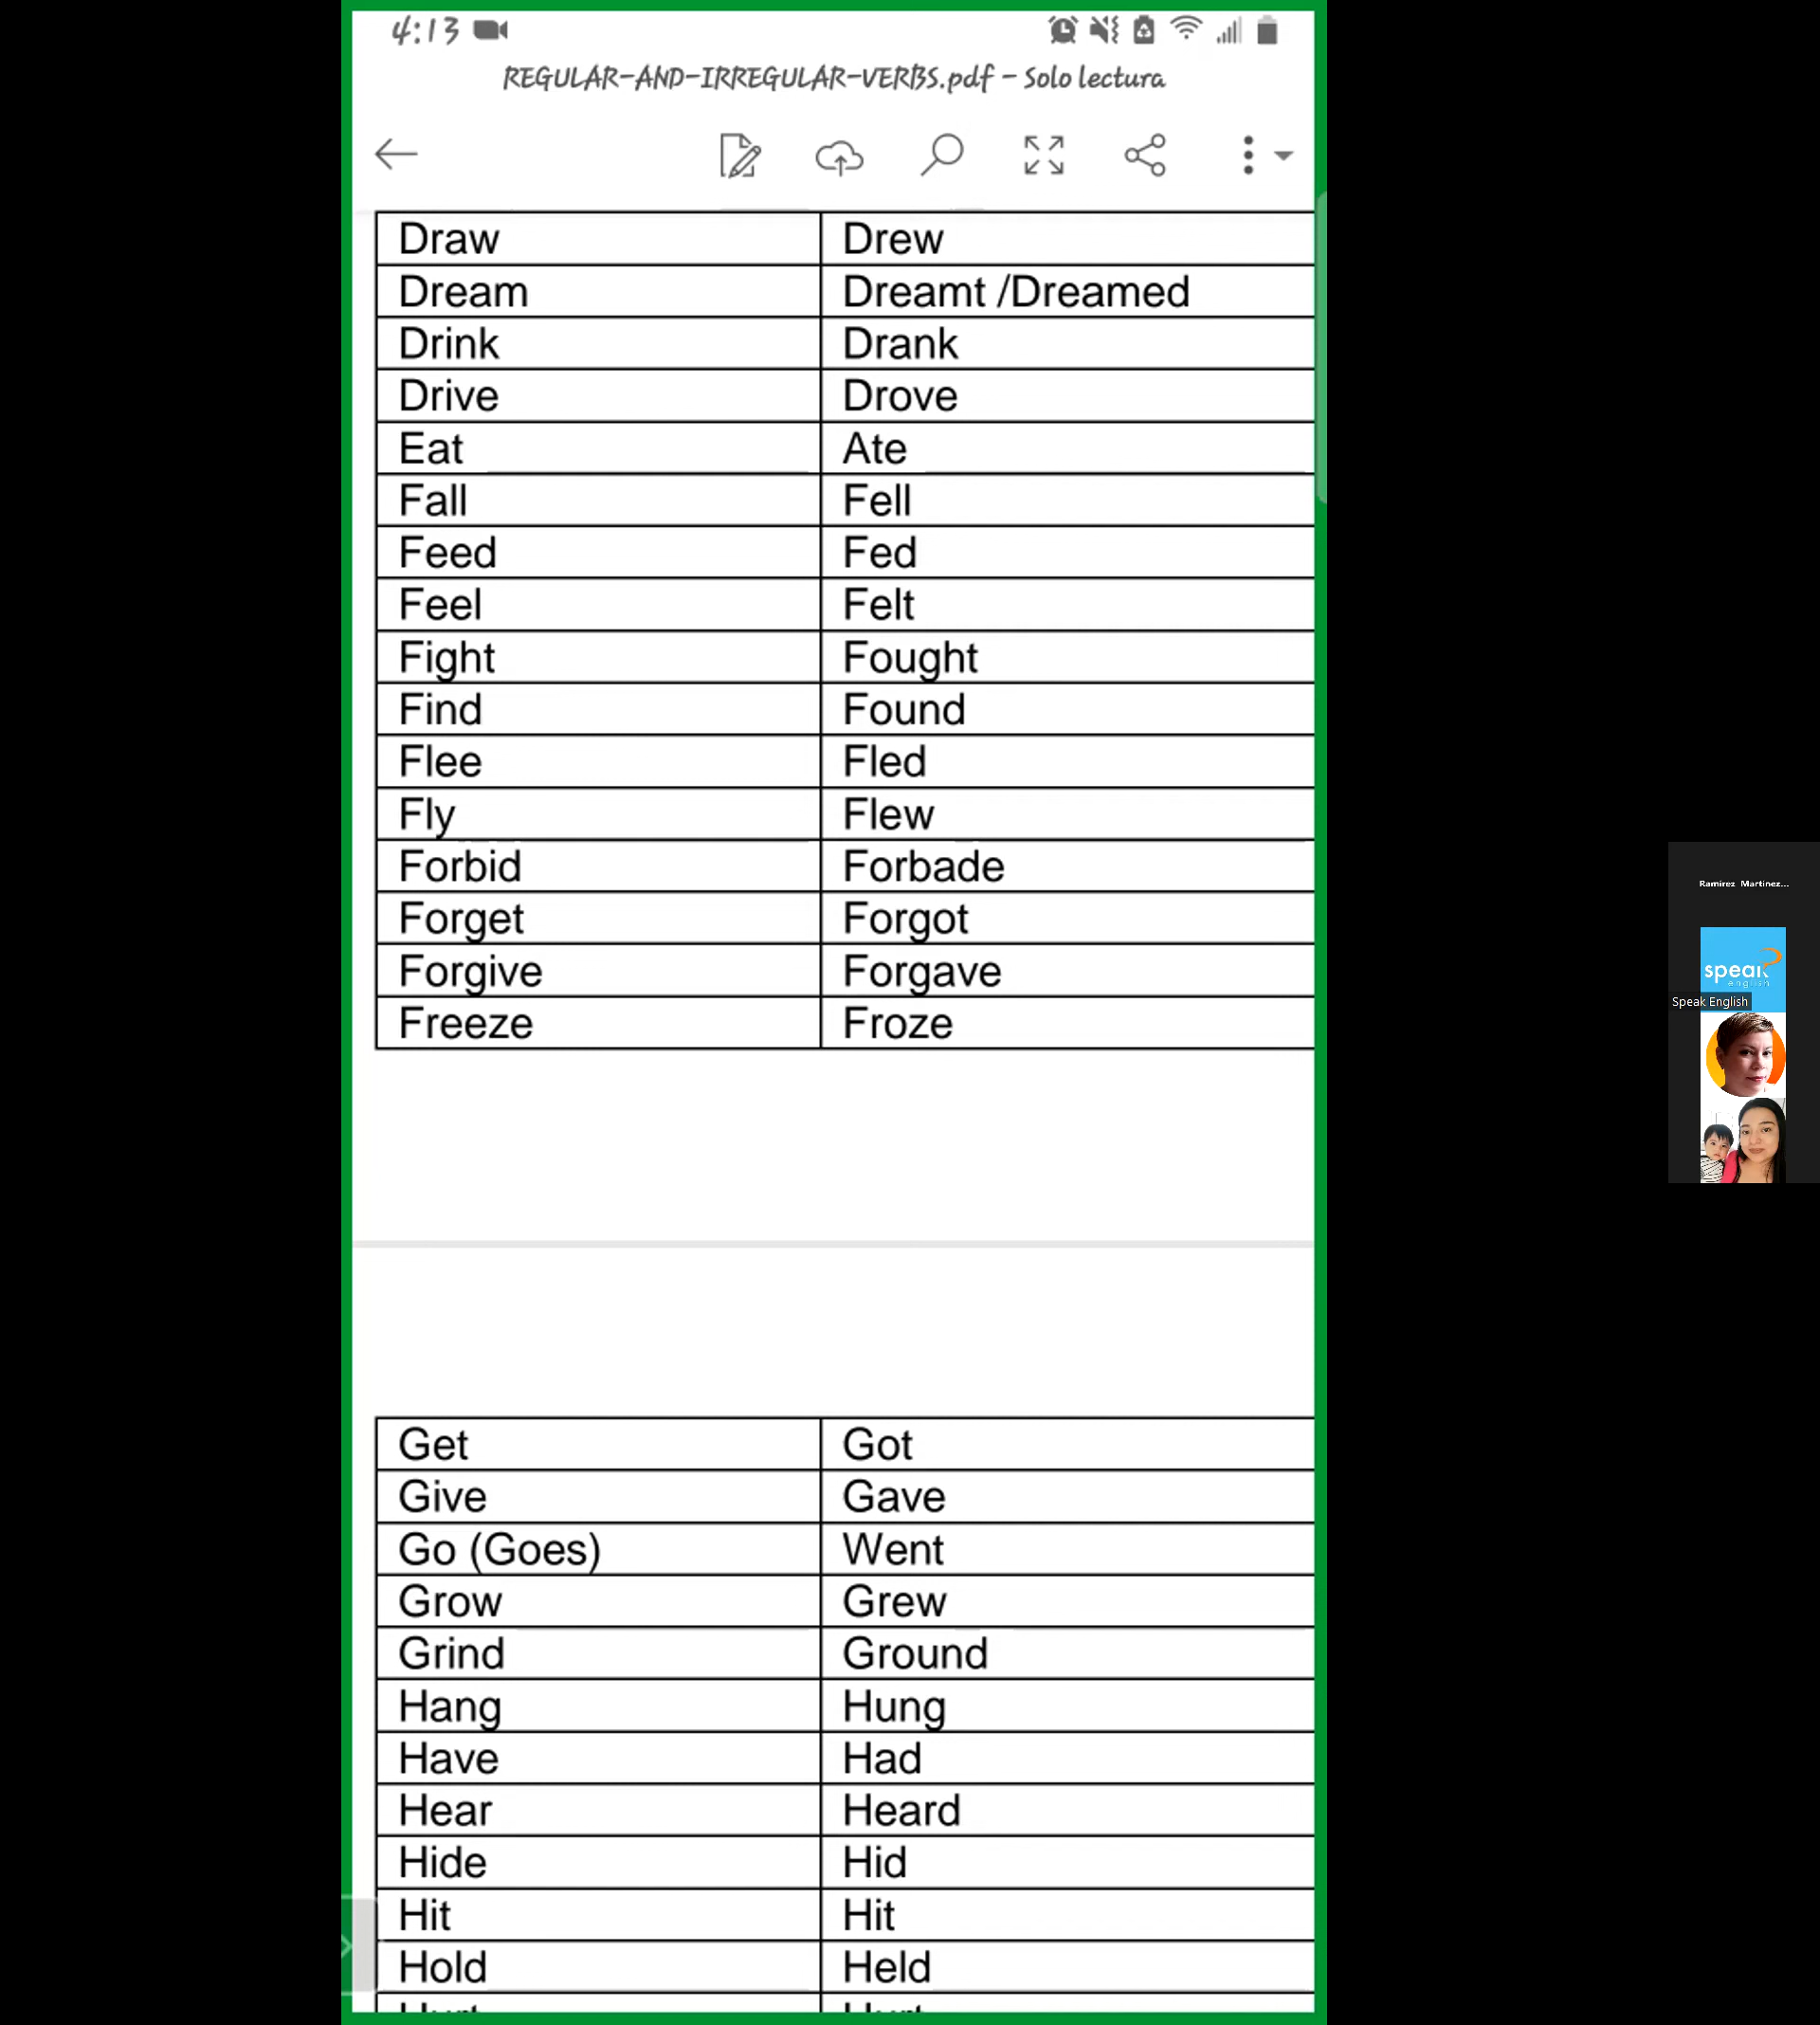 4:13
REGULAR-AND-IRREGULAR-VERBS.pdf - Solo lectura
Draw Drew
Dream Dreamt /Dreamed
Drink Drank
Drive Drove
Eat Ate
Fall Fell
Feed Fed
Feel Felt
Fight Fought
Find Found
Flee Fled
Fly Flew
Forbid Forbade
Forget Forgot
Forgive Forgave
Freeze Froze
Get Got
Give Gave
Go (Goes) Went
Grow Grew
Grind Ground
Hang Hung
Have Had
Hear Heard
Hide Hid
Hit Hit
Hold Held
Hurt Hurt
Ramirez Martinez...
speak
english
Speak English